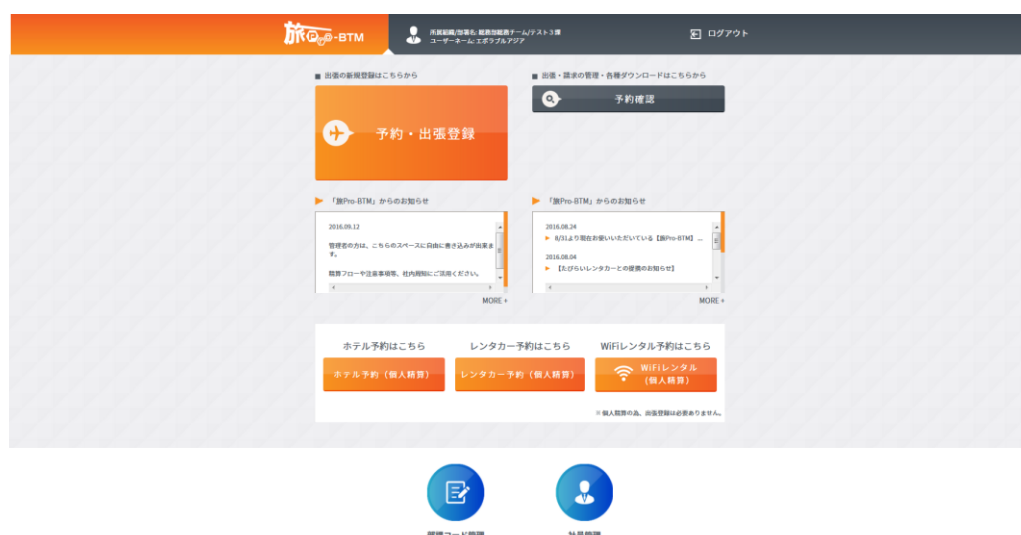 旅Pro-BTM
所属組織/部署名: 総務部総務チーム/テスト3課
ユーザーネーム: エボラブルアジア
ログアウト
■ 出張の新規登録はこちらから
予約・出張登録
■ 出張・請求の管理・各種ダウンロードはこちらから
予約確認
「旅Pro-BTM」からのお知らせ
2016.09.12
管理者の方は、こちらのスペースに自由に書き込みが出来ま
す。
精算フローや注意事項等、社内周知にご活用ください。
MORE +
「旅Pro-BTM」からのお知らせ
2016.08.24
8/31より現在お使いいただいている【旅Pro-BTM】 ...
2016.08.04
【たびらいレンタカーとの提携のお知らせ】
MORE +
ホテル予約はこちら
ホテル予約（個人精算）
レンタカー予約はこちら
レンタカー予約（個人精算）
WiFiレンタル予約はこちら
WiFiレンタル
(個人精算)
※個人精算の為、出張登録は必要ありません。
部課コード管理
社員管理